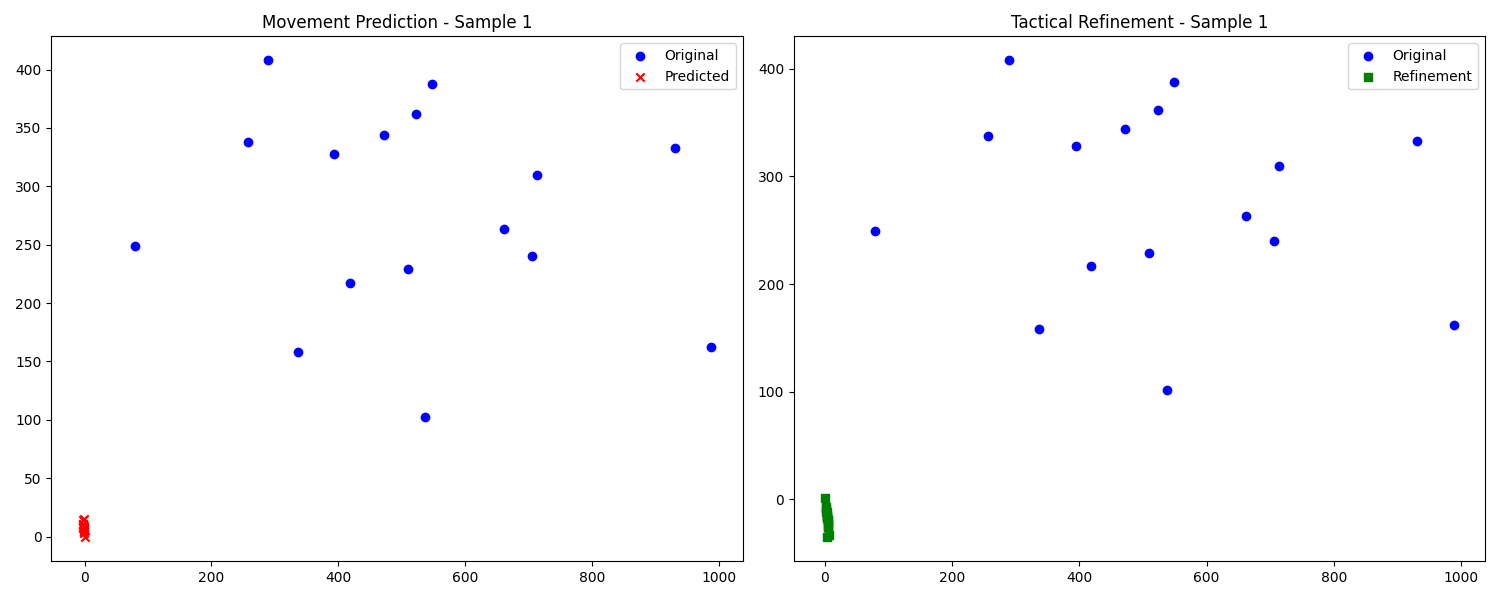 Movement Prediction - Sample 1
Original
Predicted
400
350
300
250
200
150
100
50
0
0 200 400 600 800 1000
Tactical Refinement - Sample 1
Original
Refinement
400
300
200
100
0
0 200 400 600 800 1000